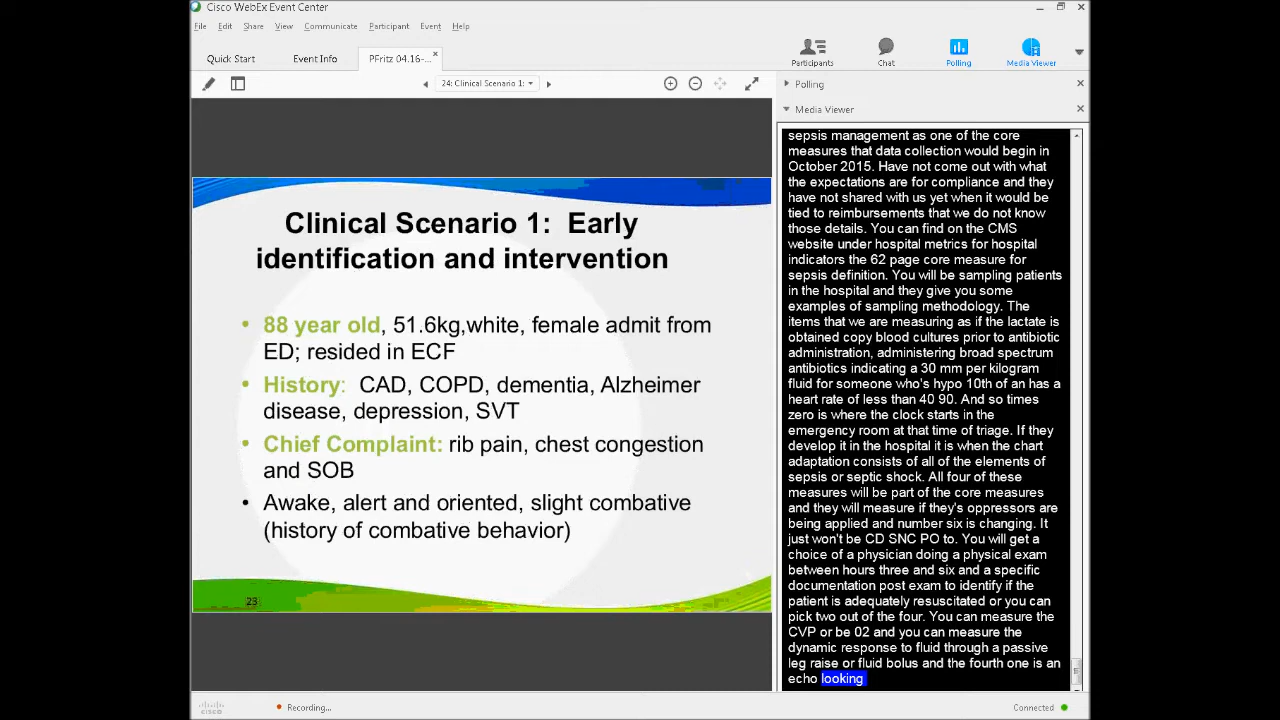 Cisco WebEx Event Center
File Edit Share View Communicate Participant Event Help
Quick Start Event Info PFritz 04.16-...
Participants Chat Polling Media Viewer
24: Clinical Scenario 1:
Polling
Media Viewer
Clinical Scenario 1: Early
identification and intervention
• 88 year old, 51.6kg,white, female admit from
ED; resided in ECF
• History: CAD, COPD, dementia, Alzheimer
disease, depression, SVT
• Chief Complaint: rib pain, chest congestion
and SOB
• Awake, alert and oriented, slight combative
(history of combative behavior)
23
sepsis management as one of the core
measures that data collection would begin in
October 2015. Have not come out with what
the expectations are for compliance and they
have not shared with us yet when it would be
tied to reimbursements that we do not know
those details. You can find on the CMS
website under hospital metrics for hospital
indicators the 62 page core measure for
sepsis definition. You will be sampling patients
in the hospital and they give you some
examples of sampling methodology. The
items that we are measuring as if the lactate is
obtained copy blood cultures prior to antibiotic
administration, administering broad spectrum
antibiotics indicating a 30 mm per kilogram
fluid for someone who's hypo 10th of an has a
heart rate of less than 40 90. And so times
zero is where the clock starts in the
emergency room at that time of triage. If they
develop it in the hospital it is when the chart
adaptation consists of all of the elements of
sepsis or septic shock. All four of these
measures will be part of the core measures
and they will measure if they's oppressors are
being applied and number six is changing. It
just won't be CD SNC PO to. You will get a
choice of a physician doing a physical exam
between hours three and six and a specific
documentation post exam to identify if the
patient is adequately resuscitated or you can
pick two out of the four. You can measure the
CVP or be 02 and you can measure the
dynamic response to fluid through a passive
leg raise or fluid bolus and the fourth one is an
echo looking
cisco
Recording...
Connected